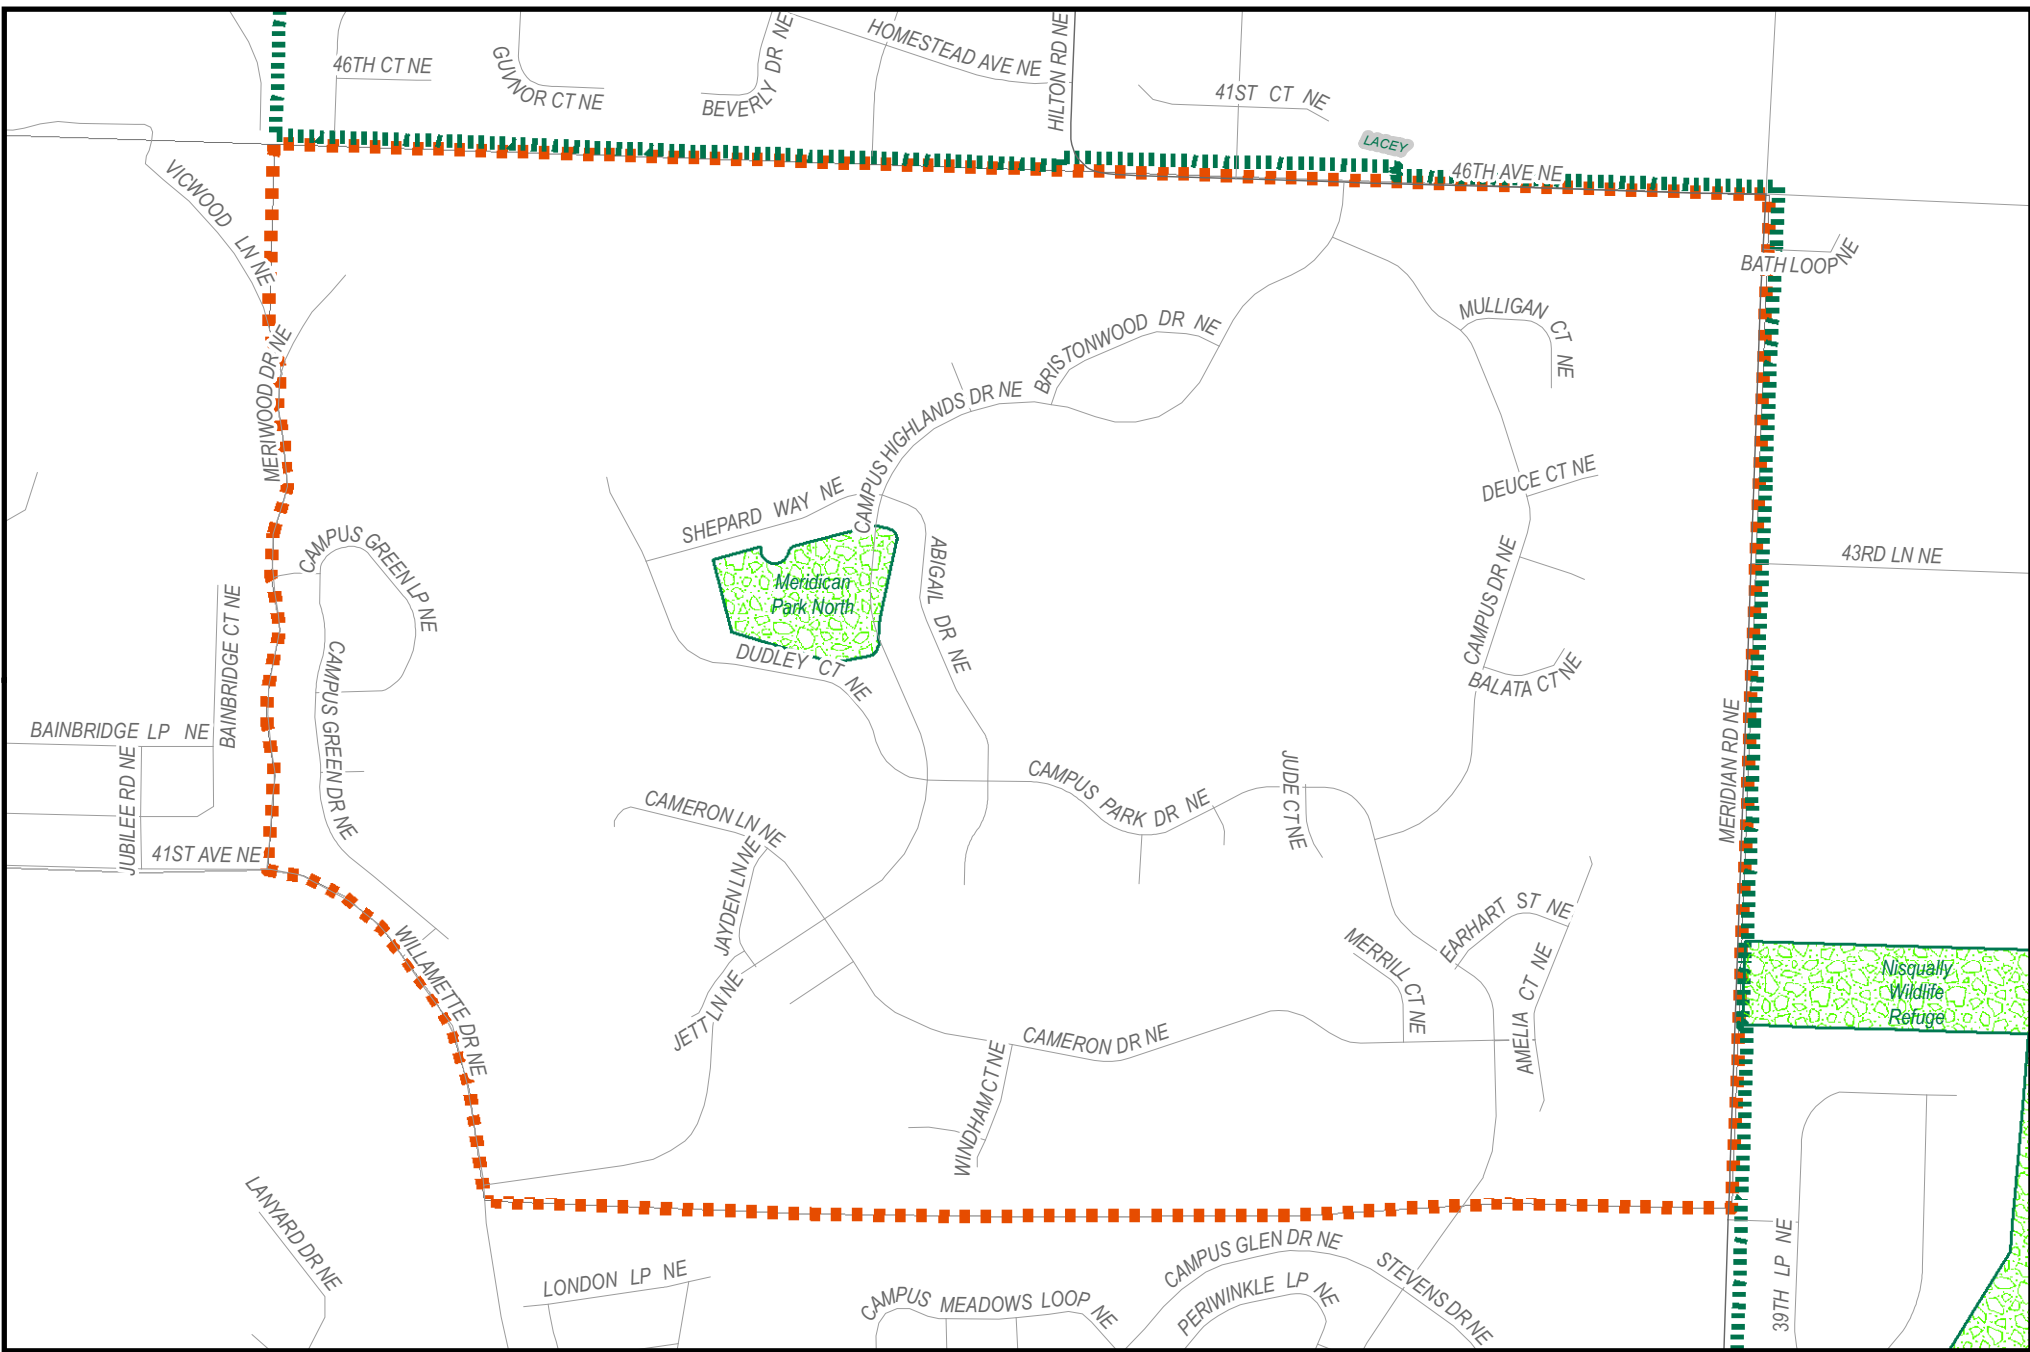 46TH CT NE
GUVNOR CT NE
BEVERLY DR NE
HOMESTEAD AVE NE
HILTON RD NE
41ST CT NE
LACEY
46TH AVE NE
VICWOOD LN NE
BATH LOOP NE
MERIWOOD DR NE
BRISTONWOOD DR NE
MULLIGAN CT NE
CAMPUS HIGHLANDS DR NE
DEUCE CT NE
SHEPARD WAY NE
CAMPUS GREEN LP NE
ABIGAIL DR NE
Meridican
Park North
43RD LN NE
CAMPUS DR NE
BAINBRIDGE CT NE
DUDLEY CT NE
BALATA CT NE
CAMPUS GREEN DR NE
BAINBRIDGE LP NE
JUBILEE RD NE
MERIDIAN RD NE
CAMPUS PARK DR NE
JUDE CT NE
CAMERON LN NE
41ST AVE NE
JAYDEN LN NE
EARHART ST NE
MERRILL CT NE
WILLAMETTE DR NE
JETT LN NE
AMELIA CT NE
Nisqually
Wildlife
Refuge
CAMERON DR NE
WINDHAM CT NE
LANYARD DR NE
CAMPUS GLEN DR NE
STEVENS DR NE
39TH LP NE
LONDON LP NE
CAMPUS MEADOWS LOOP NE
PERIWINKLE LP NE